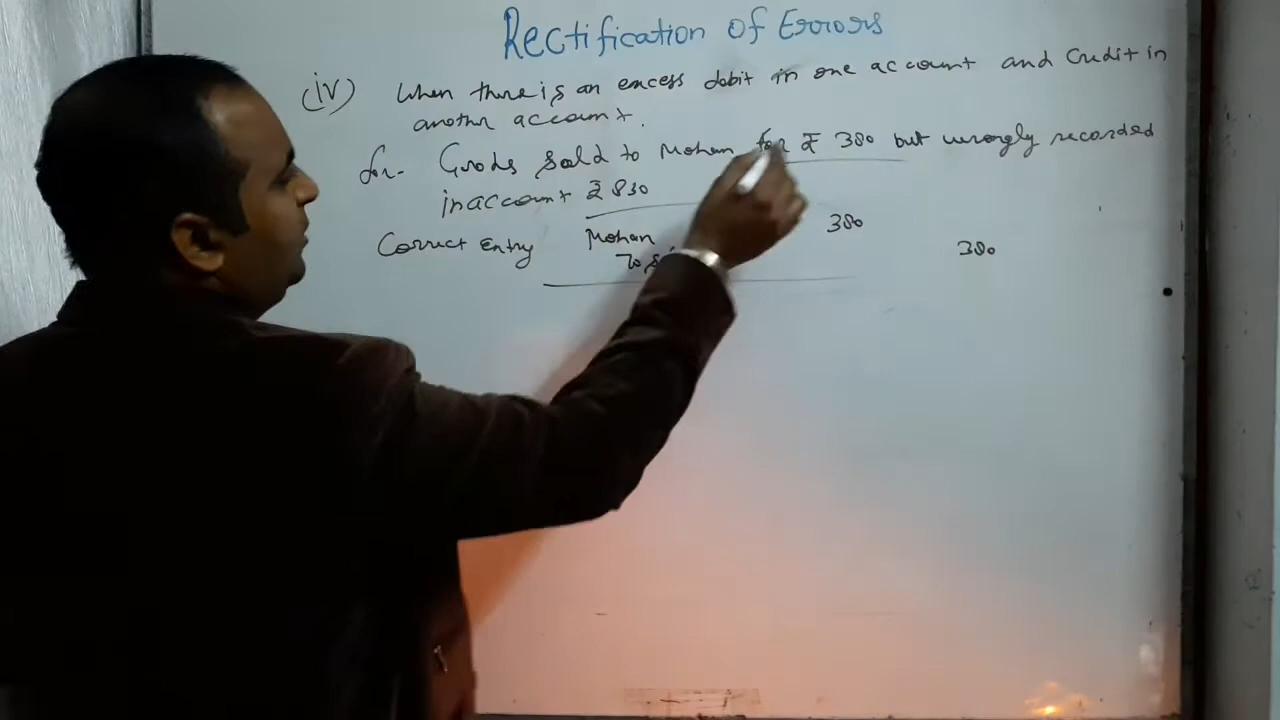 Rectification of Errors
(iv) When there is an excess debit in one account and Credit in
another account.
for- Goods sold to Mohan for ₹ 380 but wrongly recorded
in account ₹ 830
Correct Entry Mohan 380
To 380